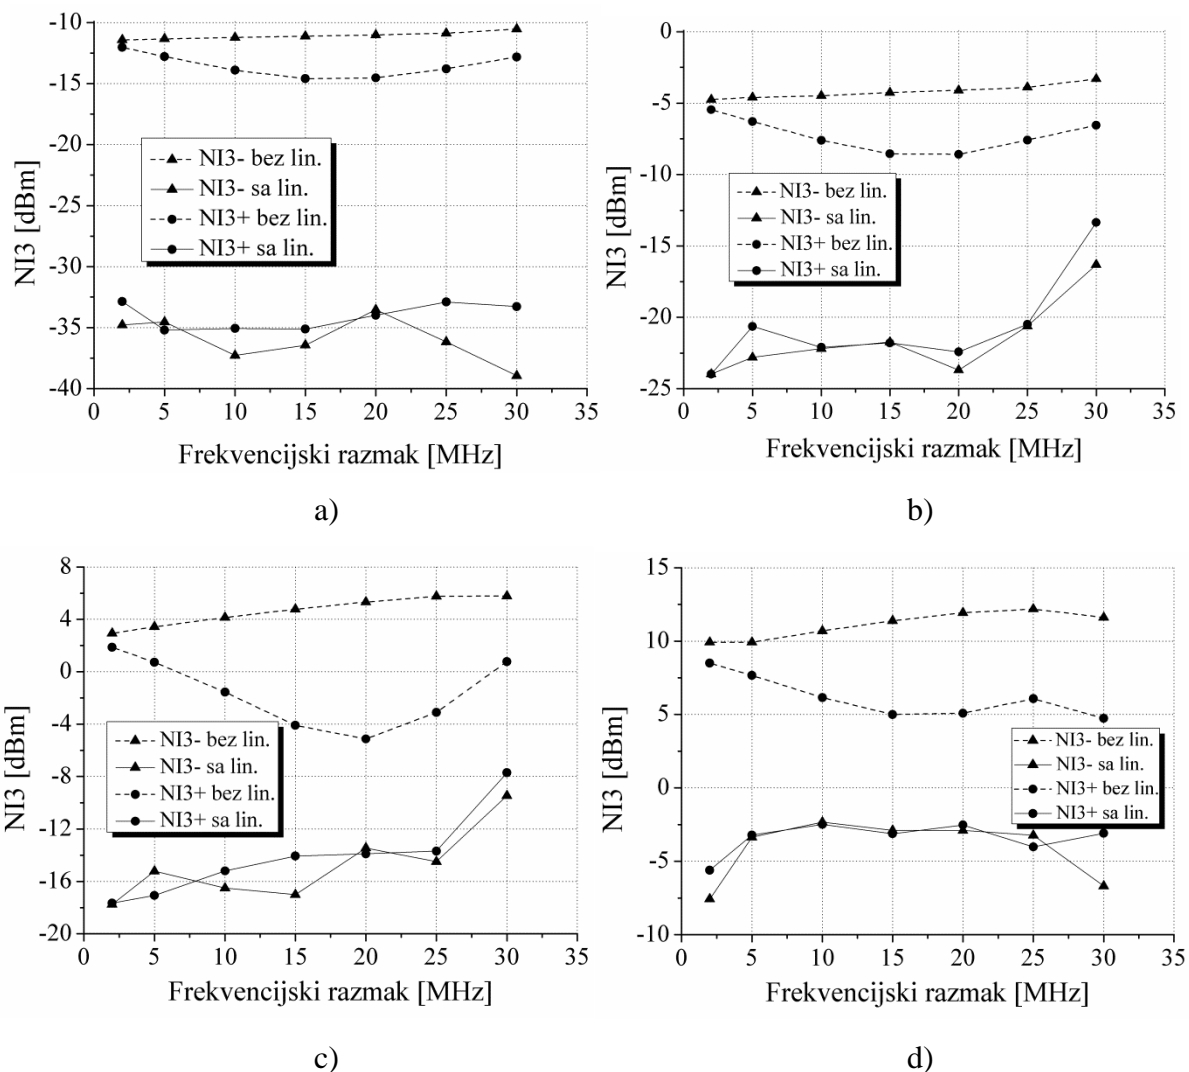 -10
-15
-20
-25
-30
-35
-40
NI3 [dBm]
NI3- bez lin.
NI3- sa lin.
NI3+ bez lin.
NI3+ sa lin.
0 5 10 15 20 25 30 35
Frekvencijski razmak [MHz]
a)
0
-5
-10
-15
-20
-25
NI3 [dBm]
NI3- bez lin.
NI3- sa lin.
NI3+ bez lin.
NI3+ sa lin.
0 5 10 15 20 25 30 35
Frekvencijski razmak [MHz]
b)
8
4
0
-4
-8
-12
-16
-20
NI3 [dBm]
NI3- bez lin.
NI3- sa lin.
NI3+ bez lin.
NI3+ sa lin.
0 5 10 15 20 25 30 35
Frekvencijski razmak [MHz]
c)
15
10
5
0
-5
-10
NI3 [dBm]
NI3- bez lin.
NI3- sa lin.
NI3+ bez lin.
NI3+ sa lin.
0 5 10 15 20 25 30 35
Frekvencijski razmak [MHz]
d)